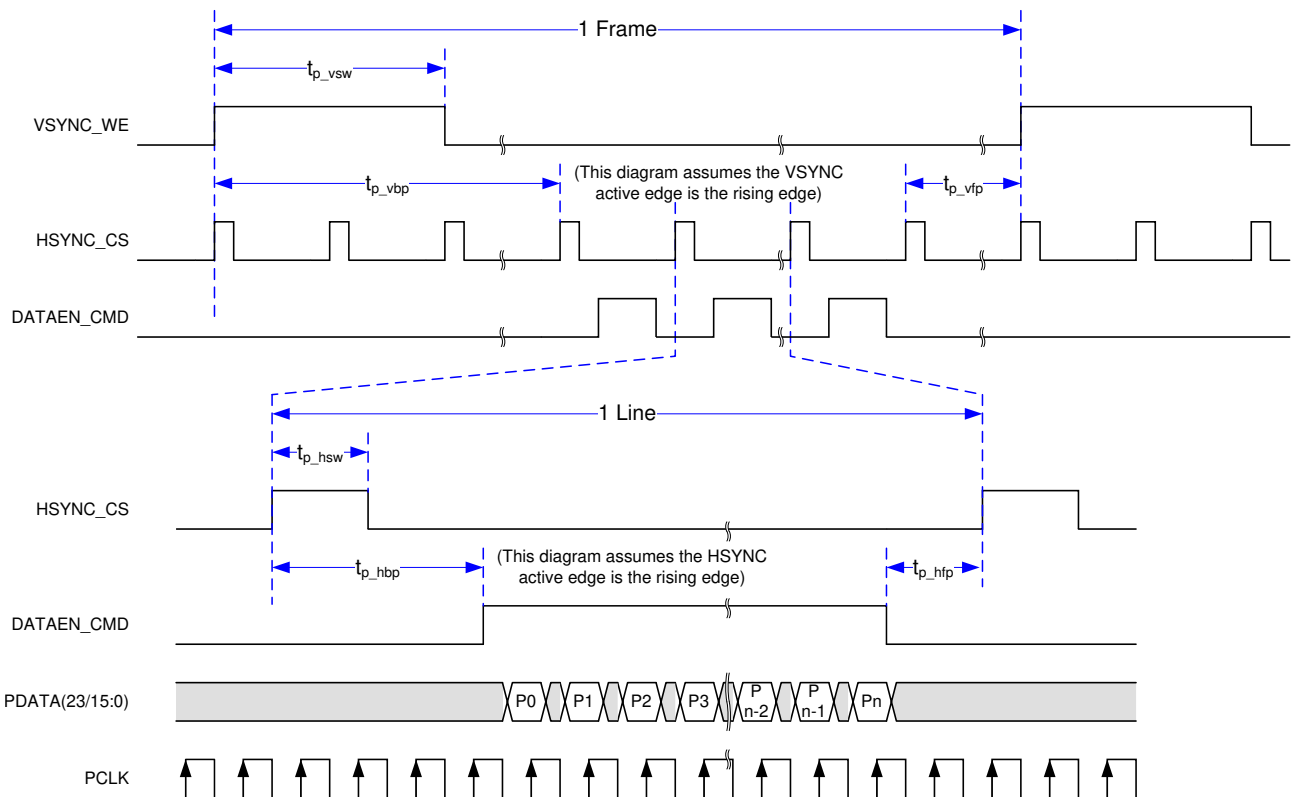 1 Frame
tp_vsw
VSYNC_WE
(This diagram assumes the VSYNC
active edge is the rising edge)
tp_vbp
tp_vfp
HSYNC_CS
DATAEN_CMD
1 Line
tp_hsw
HSYNC_CS
(This diagram assumes the HSYNC
active edge is the rising edge)
tp_hbp
tp_hfp
DATAEN_CMD
PDATA(23/15:0)
P0
P1
P2
P3
P
n-2
P
n-1
Pn
PCLK